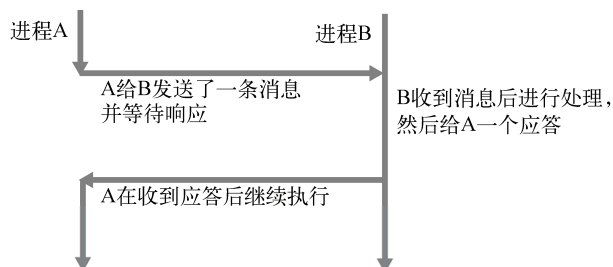 进程A
进程B
A给B发送了一条消息
并等待响应
B收到消息后进行处理，
然后给A一个应答
A在收到应答后继续执行